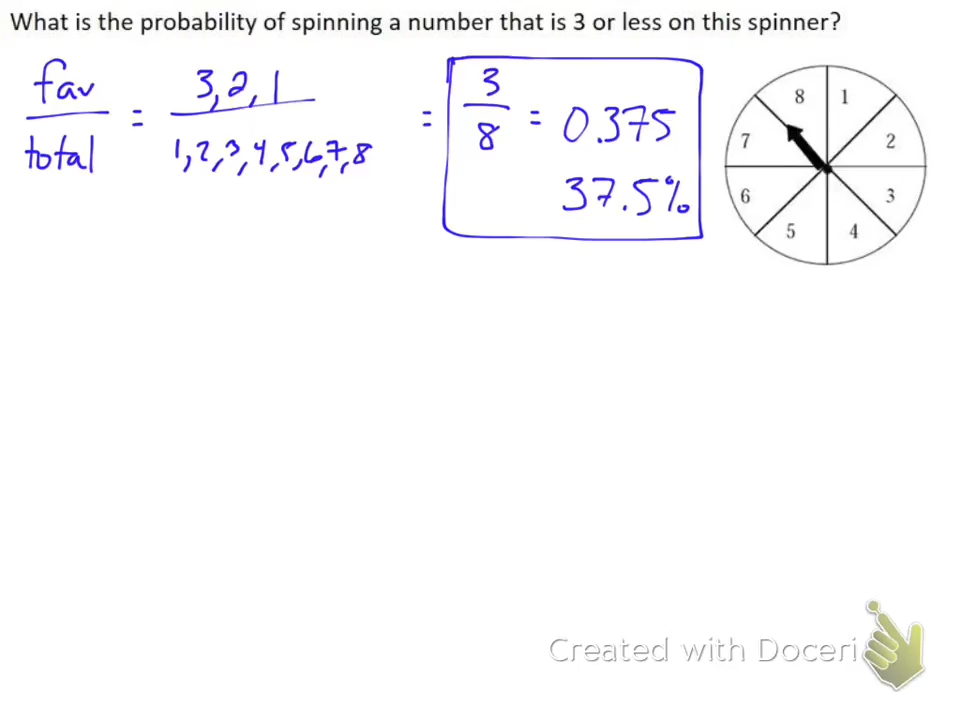 What is the probability of spinning a number that is 3 or less on this spinner?
fav
total
=
3, 2, 1
1, 2, 3, 4, 5, 6, 7, 8
=
3
8
= 0.375
37.5%
8 1
7 2
6 3
5 4
Created with Doceri